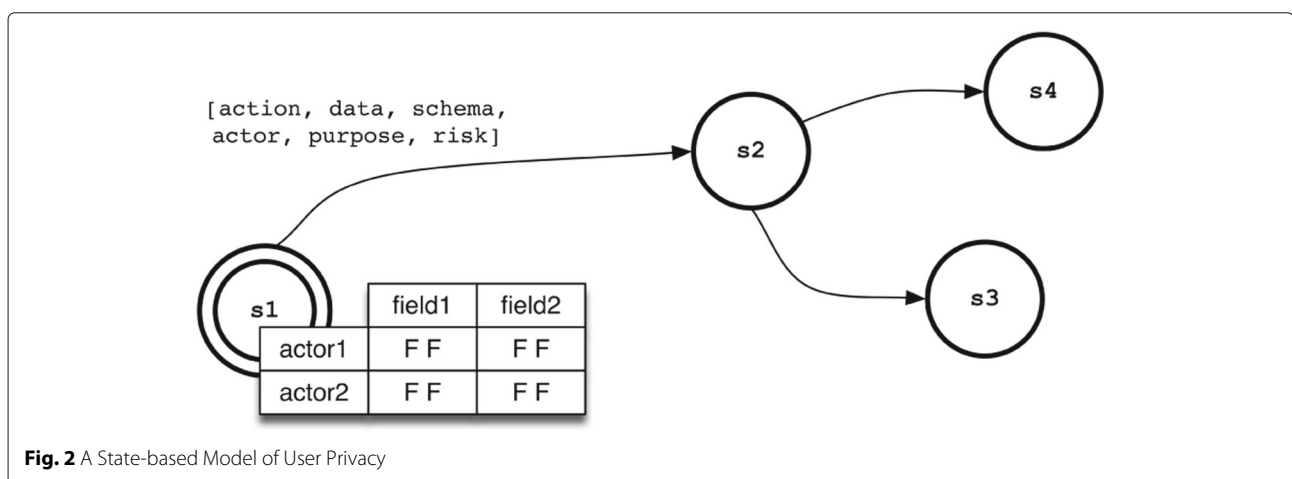 [action, data, schema,
actor, purpose, risk]
s4
s2
s1
s3
field1 field2
actor1 F F F F
actor2 F F F F
Fig. 2 A State-based Model of User Privacy